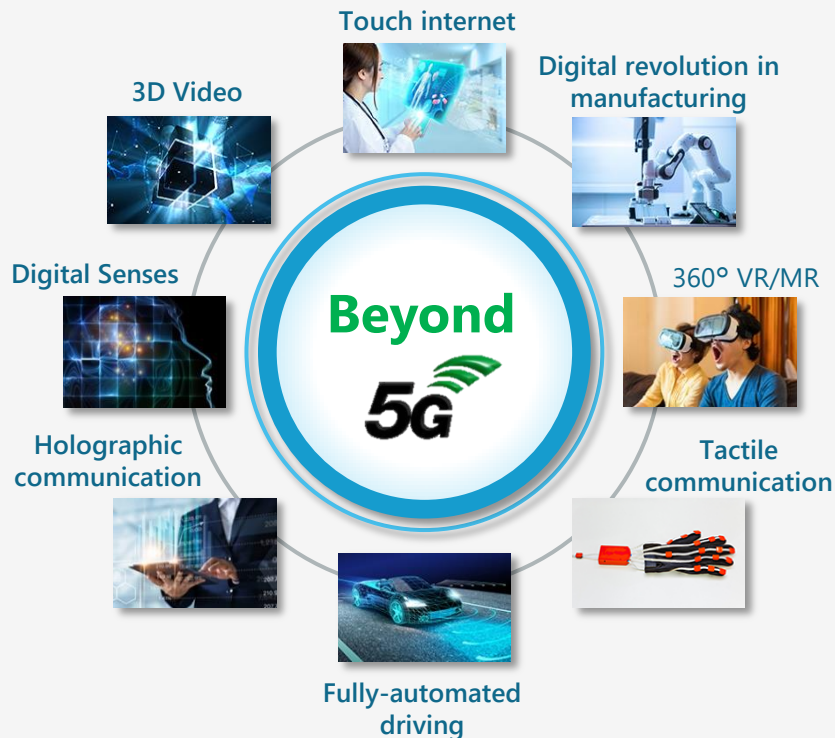 Touch internet
Digital revolution in
manufacturing
3D Video
Digital Senses
360° VR/MR
Beyond
5G
Holographic
communication
Tactile
communication
Fully-automated
driving